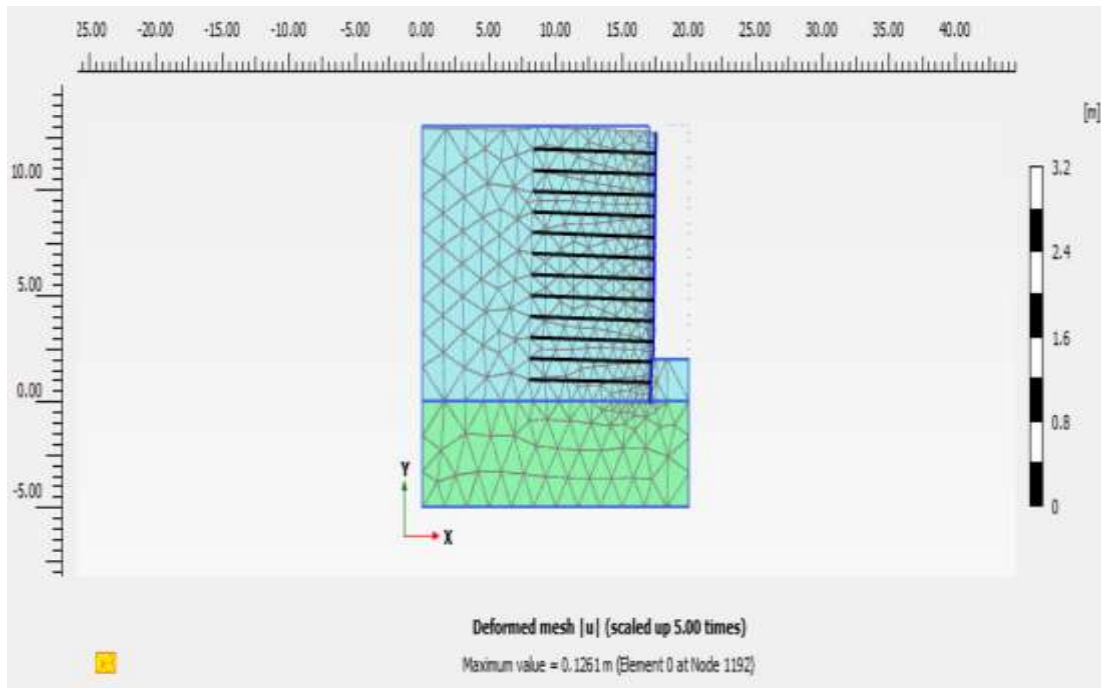 25.00 -20.00 -15.00 -10.00 -5.00 0.00 5.00 10.00 15.00 20.00 25.00 30.00 35.00 40.00
[m]
10.00
5.00
0.00
-5.00
3.2
2.4
1.6
0.8
0
Y
X
Deformed mesh |u| (scaled up 5.00 times)
Maximum value = 0.1261 m (Element 0 at Node 1192)